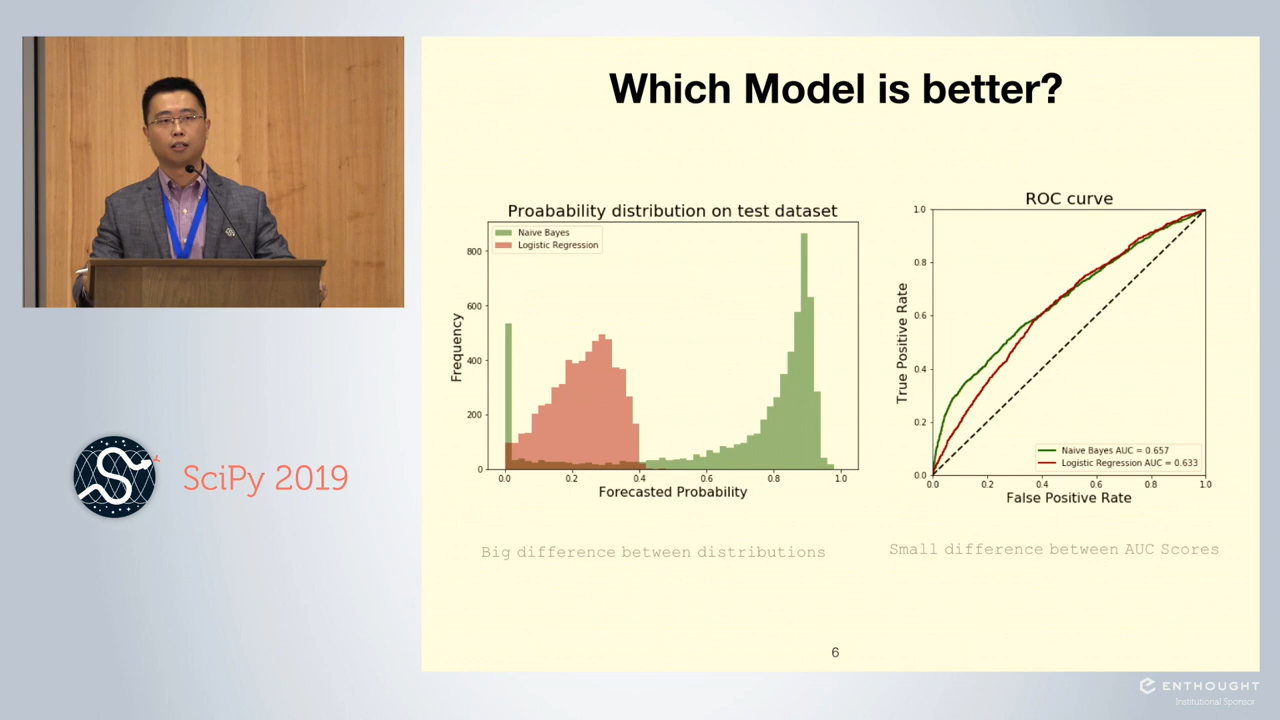 Which Model is better?
Proabability distribution on test dataset
Naive Bayes
Logistic Regression
Frequency
800
600
400
200
0
0.0 0.2 0.4 0.6 0.8 1.0
Forecasted Probability
Big difference between distributions
ROC curve
True Positive Rate
1.0
0.8
0.6
0.4
0.2
0.0
Naive Bayes AUC = 0.657
Logistic Regression AUC = 0.633
0.0 0.2 0.4 0.6 0.8 1.0
False Positive Rate
Small difference between AUC Scores
6
SciPy 2019
ENTHOUGHT
Institutional Sponsor